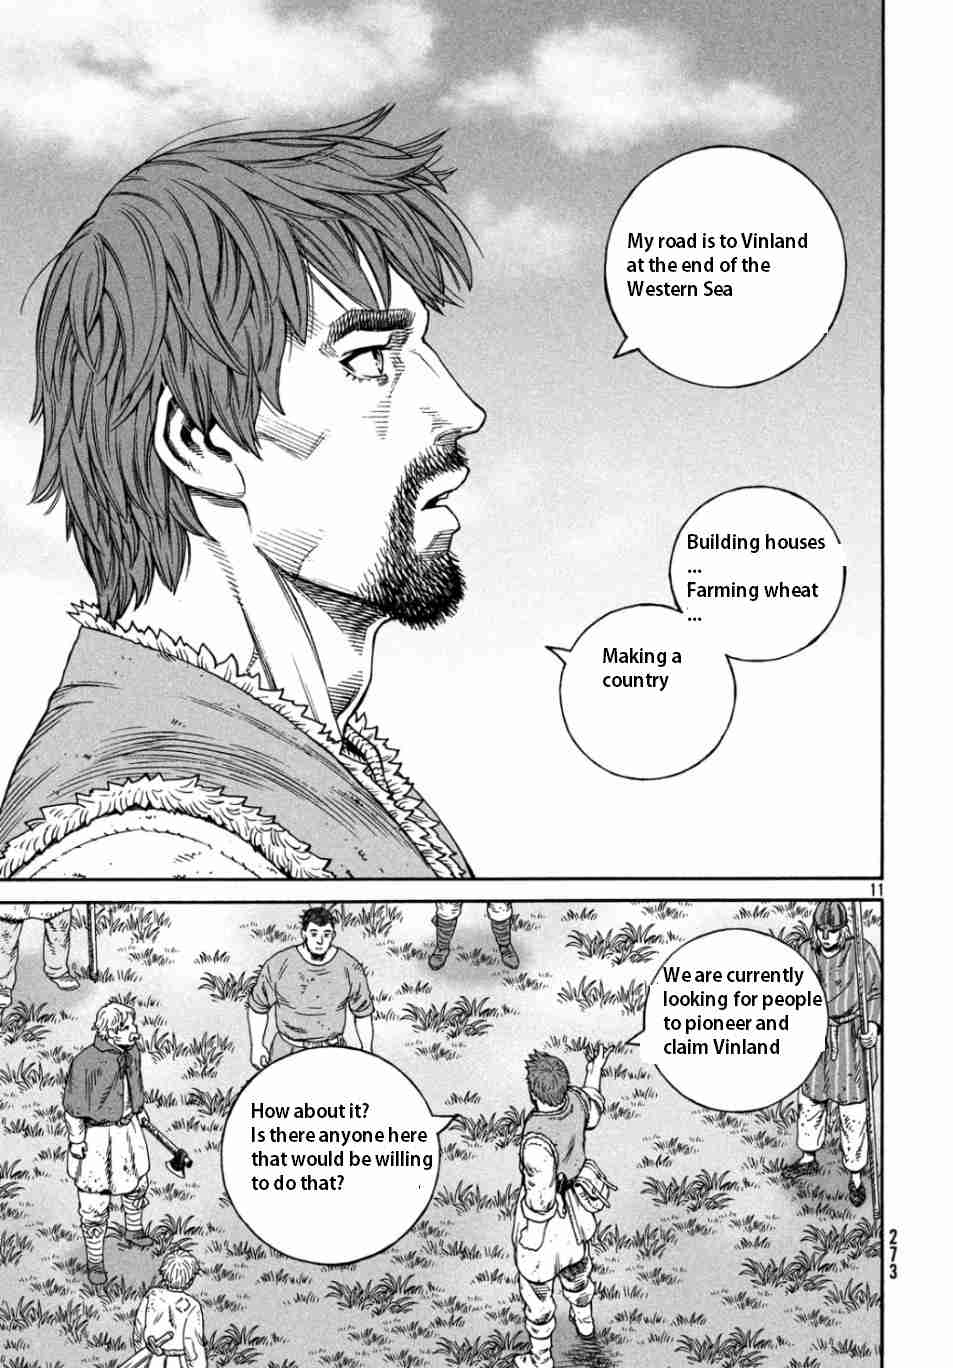 My road is to Vinland
at the end of the
Western Sea
Building houses
...
Farming wheat
...
Making a
country
11
We are currently
looking for people
to pioneer and
claim Vinland
How about it?
Is there anyone here
that would be willing
to do that?
273